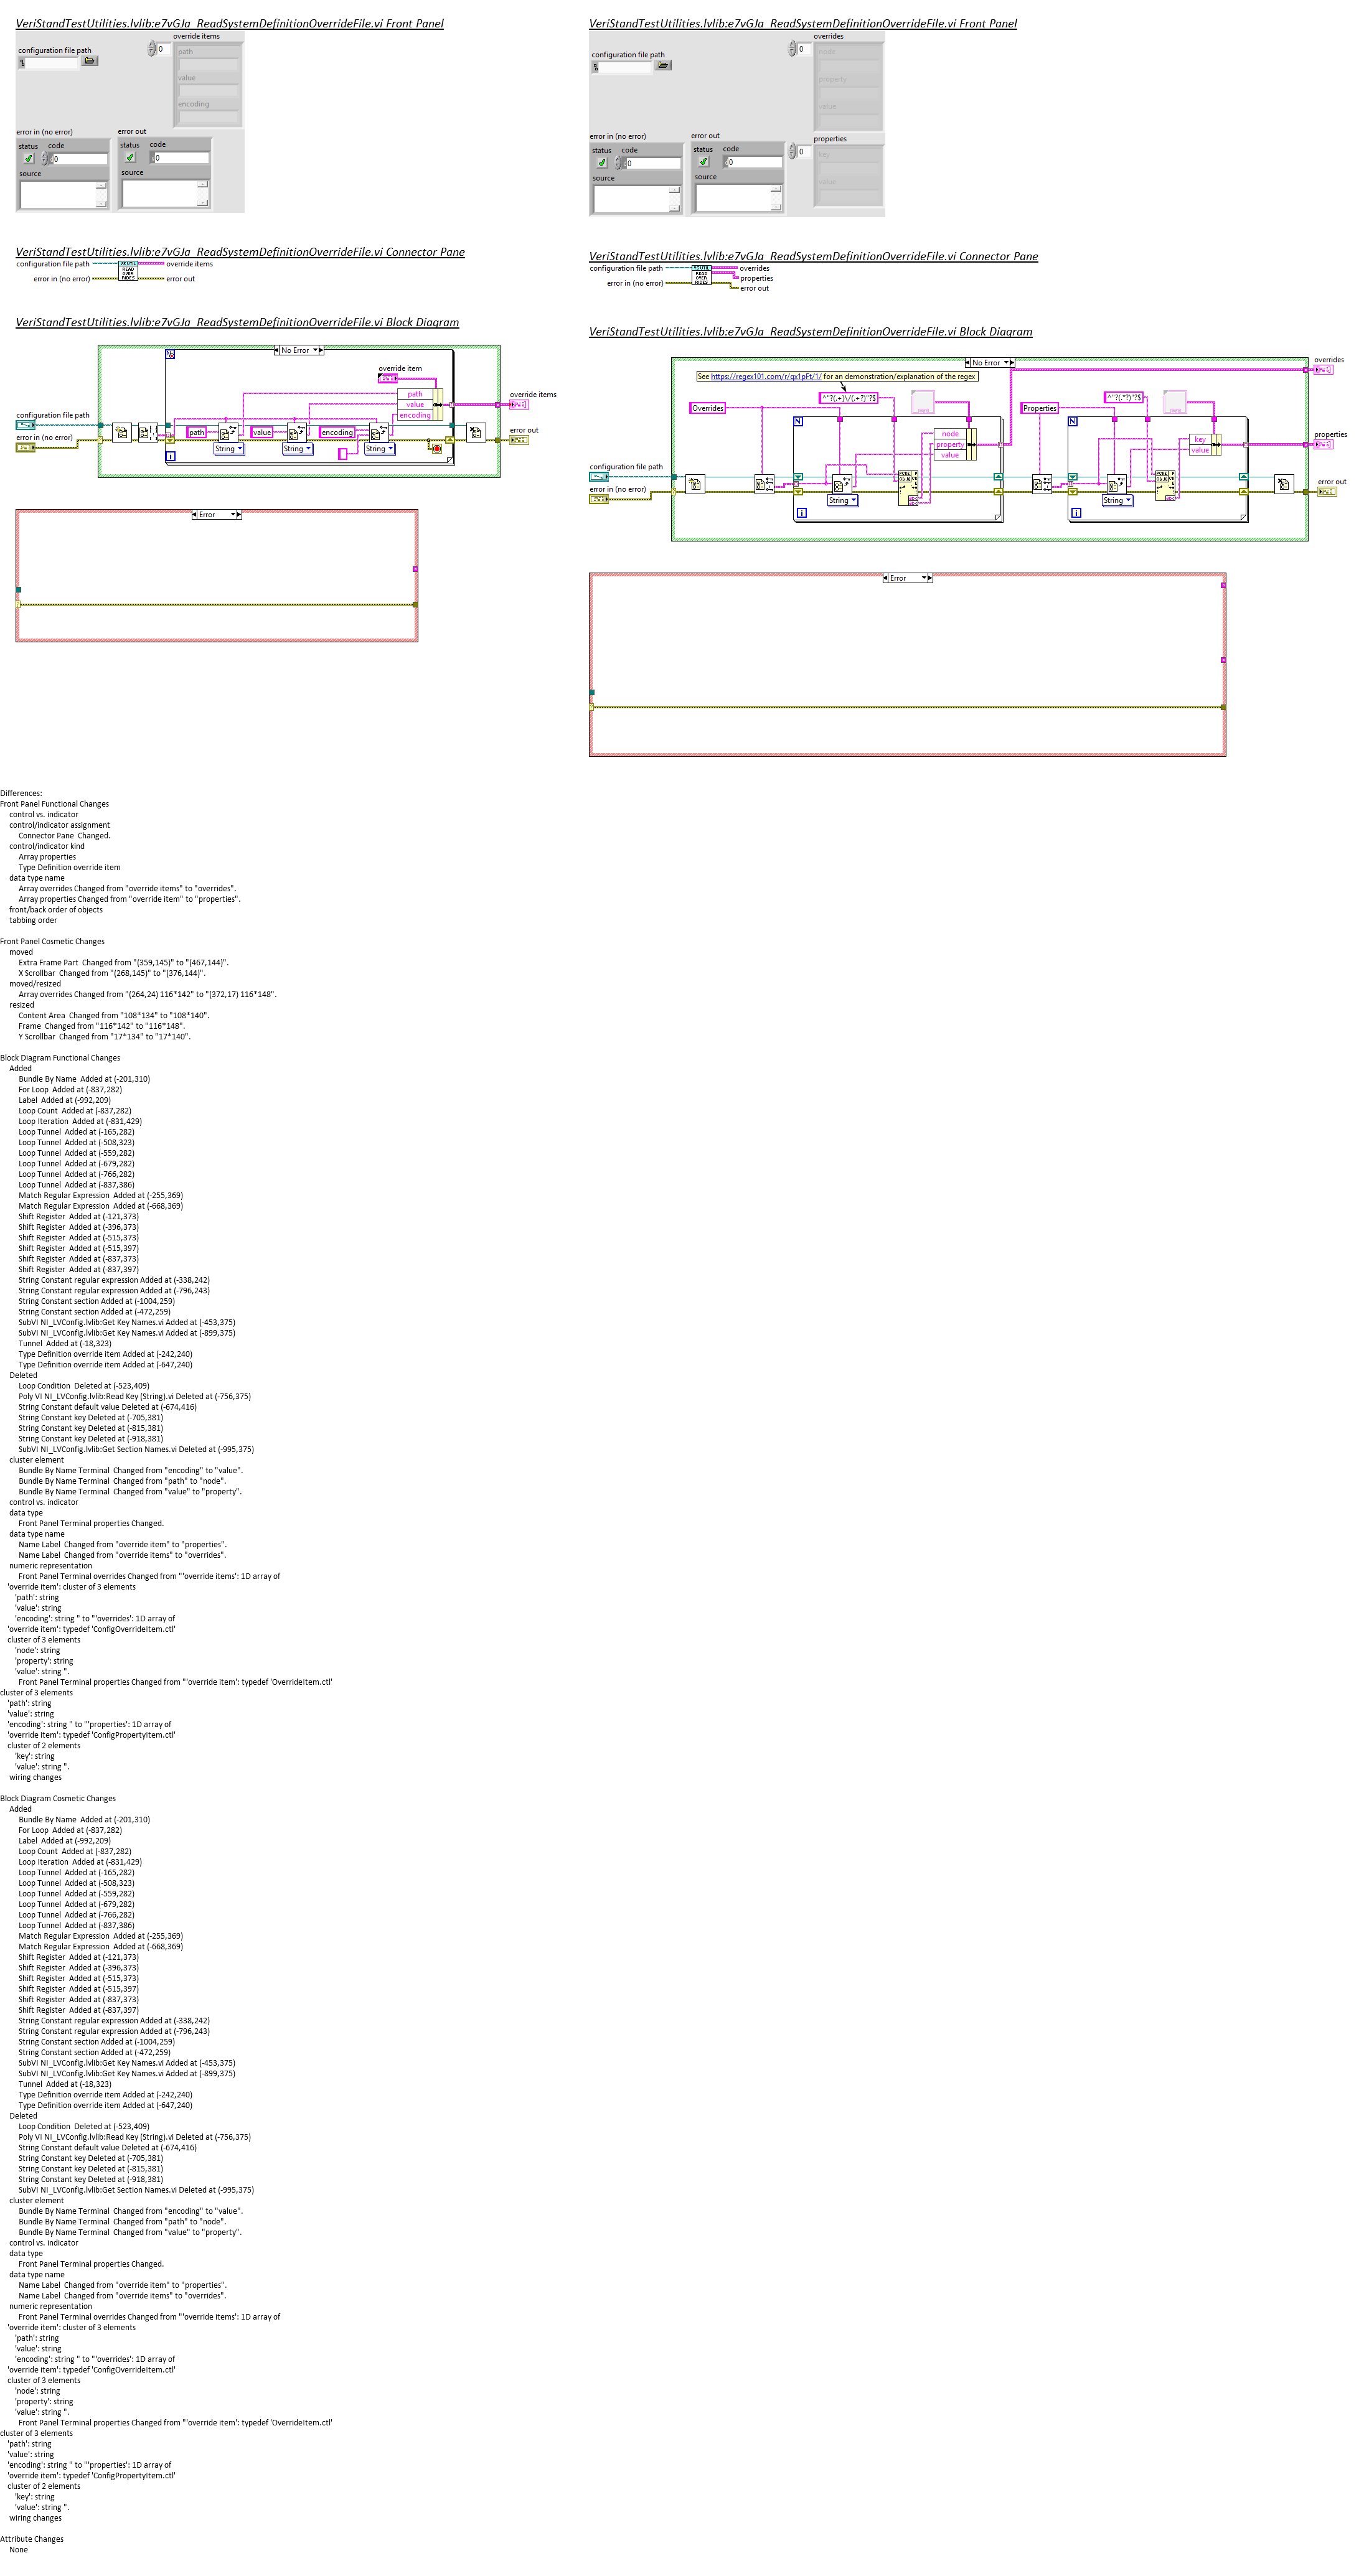 VeriStandTestUtilities.lvlib:e7vGJa_ReadSystemDefinitionOverrideFile.vi Front Panel
override items
configuration file path
0
path
value
encoding
error in (no error)
error out
status
code
status
code
0
0
source
source
VeriStandTestUtilities.lvlib:e7vGJa_ReadSystemDefinitionOverrideFile.vi Connector Pane
configuration file path
override items
READ
OVER
RIDES
error in (no error)
error out
VeriStandTestUtilities.lvlib:e7vGJa_ReadSystemDefinitionOverrideFile.vi Block Diagram
No Error
override item
path
value
encoding
override items
configuration file path
error in (no error)
path
value
encoding
error out
String
String
String
i
Error
VeriStandTestUtilities.lvlib:e7vGJa_ReadSystemDefinitionOverrideFile.vi Front Panel
overrides
configuration file path
0
node
property
value
error in (no error)
error out
properties
status
code
status
code
0
0
0
key
source
source
value
VeriStandTestUtilities.lvlib:e7vGJa_ReadSystemDefinitionOverrideFile.vi Connector Pane
configuration file path
overrides
READ
OVER
RIDES
properties
error in (no error)
error out
VeriStandTestUtilities.lvlib:e7vGJa_ReadSystemDefinitionOverrideFile.vi Block Diagram
No Error
overrides
See https://regex101.com/r/qx1pFt/1/ for an demonstration/explanation of the regex
^"?(.+)\/(.+?)"?$
^"?(.*?)"?$
Overrides
Properties
N
N
node
property
value
key
value
properties
configuration file path
error in (no error)
error out
String
String
i
i
Error
Differences:
Front Panel Functional Changes
control vs. indicator
control/indicator assignment
Connector Pane  Changed.
control/indicator kind
Array properties
Type Definition override item
data type name
Array overrides Changed from "override items" to "overrides".
Array properties Changed from "override item" to "properties".
front/back order of objects
tabbing order
Front Panel Cosmetic Changes
moved
Extra Frame Part  Changed from "(359,145)" to "(467,144)".
X Scrollbar  Changed from "(268,145)" to "(376,144)".
moved/resized
Array overrides Changed from "(264,24) 116*142" to "(372,17) 116*148".
resized
Content Area  Changed from "108*134" to "108*140".
Frame  Changed from "116*142" to "116*148".
Y Scrollbar  Changed from "17*134" to "17*140".
Block Diagram Functional Changes
Added
Bundle By Name  Added at (-201,310)
For Loop  Added at (-837,282)
Label  Added at (-992,209)
Loop Count  Added at (-837,282)
Loop Iteration  Added at (-831,429)
Loop Tunnel  Added at (-165,282)
Loop Tunnel  Added at (-508,323)
Loop Tunnel  Added at (-559,282)
Loop Tunnel  Added at (-679,282)
Loop Tunnel  Added at (-766,282)
Loop Tunnel  Added at (-837,386)
Match Regular Expression  Added at (-255,369)
Match Regular Expression  Added at (-668,369)
Shift Register  Added at (-121,373)
Shift Register  Added at (-396,373)
Shift Register  Added at (-515,373)
Shift Register  Added at (-515,397)
Shift Register  Added at (-837,373)
Shift Register  Added at (-837,397)
String Constant regular expression Added at (-338,242)
String Constant regular expression Added at (-796,243)
String Constant section Added at (-1004,259)
String Constant section Added at (-472,259)
SubVI NI_LVConfig.lvlib:Get Key Names.vi Added at (-453,375)
SubVI NI_LVConfig.lvlib:Get Key Names.vi Added at (-899,375)
Tunnel  Added at (-18,323)
Type Definition override item Added at (-242,240)
Type Definition override item Added at (-647,240)
Deleted
Loop Condition  Deleted at (-523,409)
Poly VI NI_LVConfig.lvlib:Read Key (String).vi Deleted at (-756,375)
String Constant default value Deleted at (-674,416)
String Constant key Deleted at (-705,381)
String Constant key Deleted at (-815,381)
String Constant key Deleted at (-918,381)
SubVI NI_LVConfig.lvlib:Get Section Names.vi Deleted at (-995,375)
cluster element
Bundle By Name Terminal  Changed from "encoding" to "value".
Bundle By Name Terminal  Changed from "path" to "node".
Bundle By Name Terminal  Changed from "value" to "property".
control vs. indicator
data type
Front Panel Terminal properties Changed.
data type name
Name Label  Changed from "override item" to "properties".
Name Label  Changed from "override items" to "overrides".
numeric representation
Front Panel Terminal overrides Changed from "'override items': 1D array of
'override item': cluster of 3 elements
'path': string
'value': string
'encoding': string " to "'overrides': 1D array of
'override item': typedef 'ConfigOverrideItem.ctl'
cluster of 3 elements
'node': string
'property': string
'value': string ".
Front Panel Terminal properties Changed from "'override item': typedef 'OverrideItem.ctl'
cluster of 3 elements
'path': string
'value': string
'encoding': string " to "'properties': 1D array of
'override item': typedef 'ConfigPropertyItem.ctl'
cluster of 2 elements
'key': string
'value': string ".
wiring changes
Block Diagram Cosmetic Changes
Added
Bundle By Name  Added at (-201,310)
For Loop  Added at (-837,282)
Label  Added at (-992,209)
Loop Count  Added at (-837,282)
Loop Iteration  Added at (-831,429)
Loop Tunnel  Added at (-165,282)
Loop Tunnel  Added at (-508,323)
Loop Tunnel  Added at (-559,282)
Loop Tunnel  Added at (-679,282)
Loop Tunnel  Added at (-766,282)
Loop Tunnel  Added at (-837,386)
Match Regular Expression  Added at (-255,369)
Match Regular Expression  Added at (-668,369)
Shift Register  Added at (-121,373)
Shift Register  Added at (-396,373)
Shift Register  Added at (-515,373)
Shift Register  Added at (-515,397)
Shift Register  Added at (-837,373)
Shift Register  Added at (-837,397)
String Constant regular expression Added at (-338,242)
String Constant regular expression Added at (-796,243)
String Constant section Added at (-1004,259)
String Constant section Added at (-472,259)
SubVI NI_LVConfig.lvlib:Get Key Names.vi Added at (-453,375)
SubVI NI_LVConfig.lvlib:Get Key Names.vi Added at (-899,375)
Tunnel  Added at (-18,323)
Type Definition override item Added at (-242,240)
Type Definition override item Added at (-647,240)
Deleted
Loop Condition  Deleted at (-523,409)
Poly VI NI_LVConfig.lvlib:Read Key (String).vi Deleted at (-756,375)
String Constant default value Deleted at (-674,416)
String Constant key Deleted at (-705,381)
String Constant key Deleted at (-815,381)
String Constant key Deleted at (-918,381)
SubVI NI_LVConfig.lvlib:Get Section Names.vi Deleted at (-995,375)
cluster element
Bundle By Name Terminal  Changed from "encoding" to "value".
Bundle By Name Terminal  Changed from "path" to "node".
Bundle By Name Terminal  Changed from "value" to "property".
control vs. indicator
data type
Front Panel Terminal properties Changed.
data type name
Name Label  Changed from "override item" to "properties".
Name Label  Changed from "override items" to "overrides".
numeric representation
Front Panel Terminal overrides Changed from "'override items': 1D array of
'override item': cluster of 3 elements
'path': string
'value': string
'encoding': string " to "'overrides': 1D array of
'override item': typedef 'ConfigOverrideItem.ctl'
cluster of 3 elements
'node': string
'property': string
'value': string ".
Front Panel Terminal properties Changed from "'override item': typedef 'OverrideItem.ctl'
cluster of 3 elements
'path': string
'value': string
'encoding': string " to "'properties': 1D array of
'override item': typedef 'ConfigPropertyItem.ctl'
cluster of 2 elements
'key': string
'value': string ".
wiring changes
Attribute Changes
None